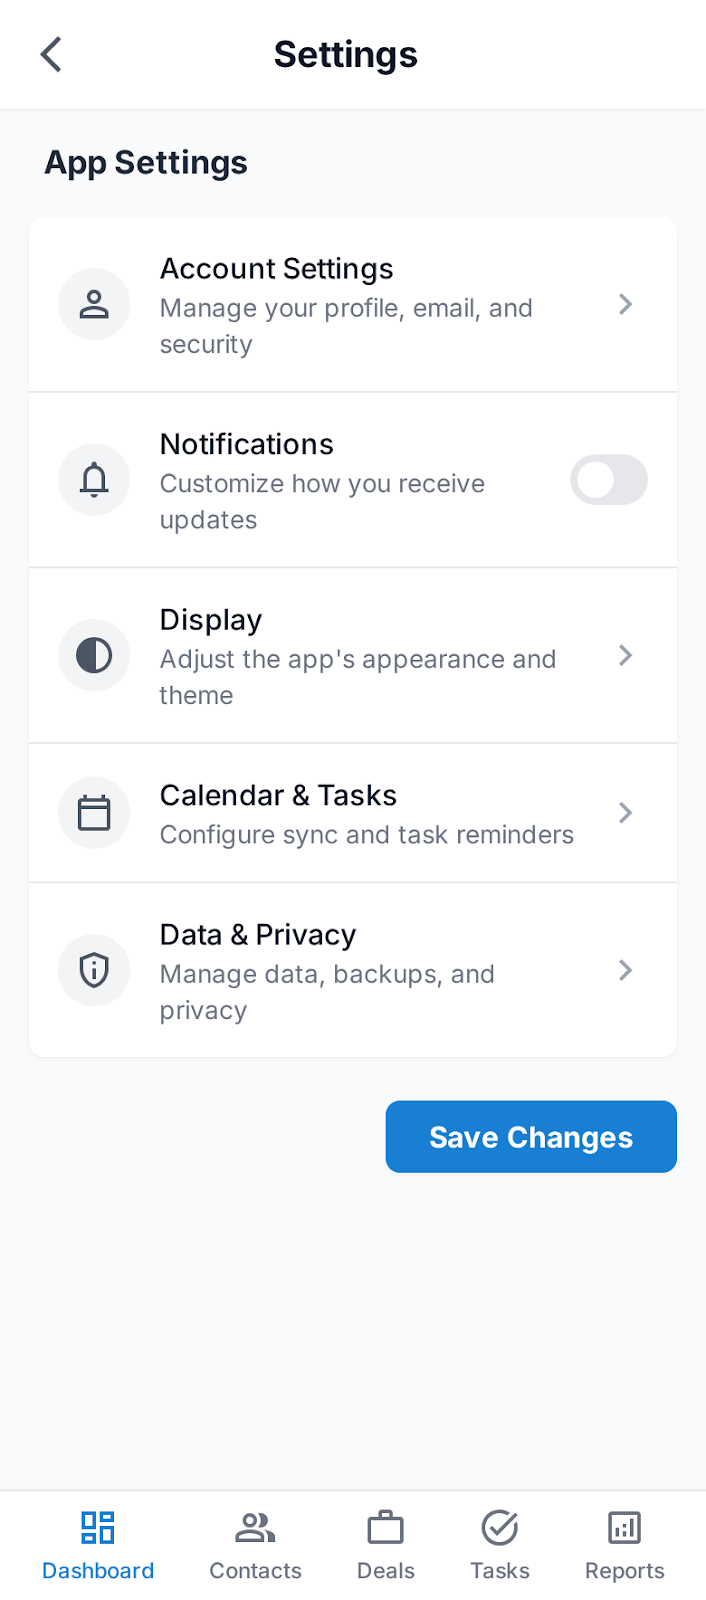 Settings
App Settings
Account Settings
Manage your profile, email, and
security
Notifications
Customize how you receive
updates
Display
Adjust the app's appearance and
theme
Calendar & Tasks
Configure sync and task reminders
Data & Privacy
Manage data, backups, and
privacy
Save Changes
Dashboard
Contacts
Deals
Tasks
Reports